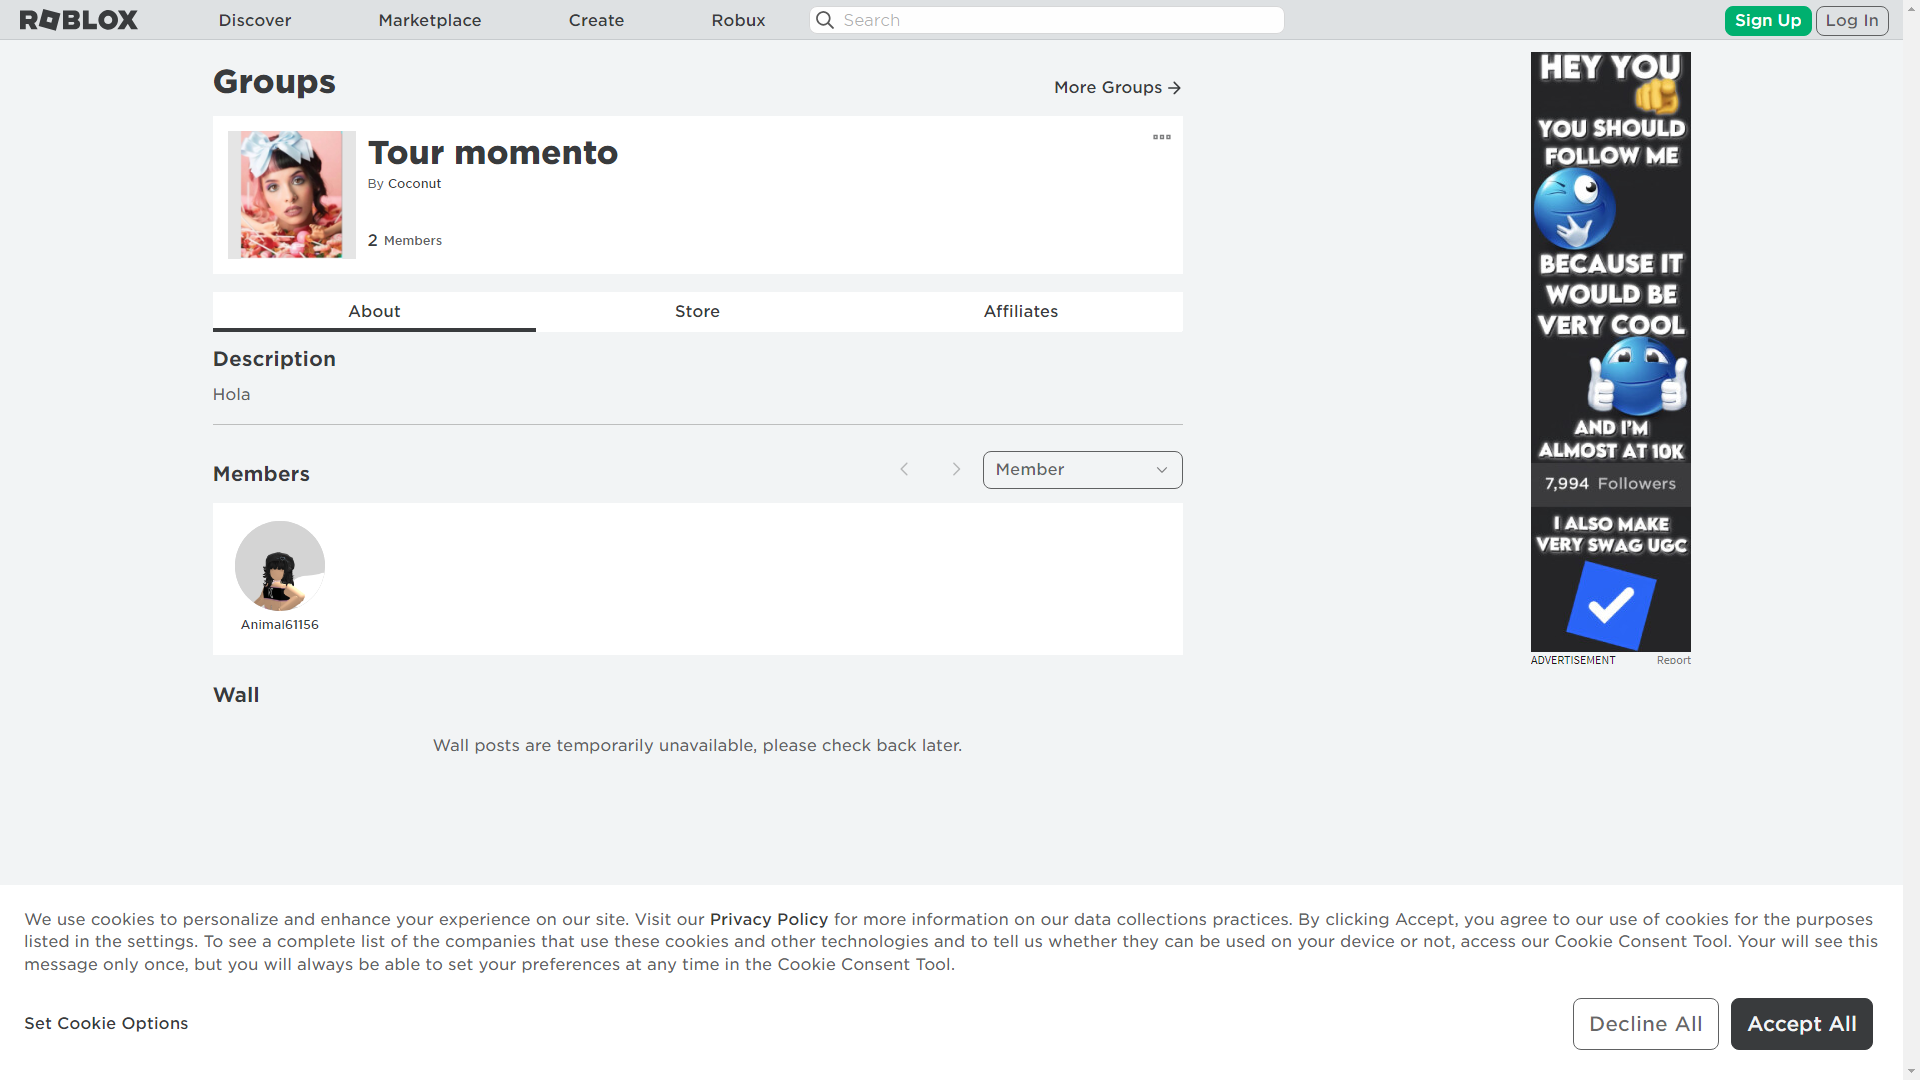 ROBLOX
Discover
Marketplace
Create
Robux
Search
Sign Up
Log In
Groups
More Groups
Tour momento
By Coconut
2 Members
About
Store
Affiliates
Description
Hola
Members
Member
Animal61156
Wall
Wall posts are temporarily unavailable, please check back later.
HEY YOU
YOU SHOULD
FOLLOW ME
BECAUSE IT
WOULD BE
VERY COOL
AND I'M
ALMOST AT 10K
7,994 Followers
I ALSO MAKE
VERY SWAG UGC
ADVERTISEMENT
Report
We use cookies to personalize and enhance your experience on our site. Visit our Privacy Policy for more information on our data collections practices. By clicking Accept, you agree to our use of cookies for the purposes
listed in the settings. To see a complete list of the companies that use these cookies and other technologies and to tell us whether they can be used on your device or not, access our Cookie Consent Tool. Your will see this
message only once, but you will always be able to set your preferences at any time in the Cookie Consent Tool.
Set Cookie Options
Decline All
Accept All